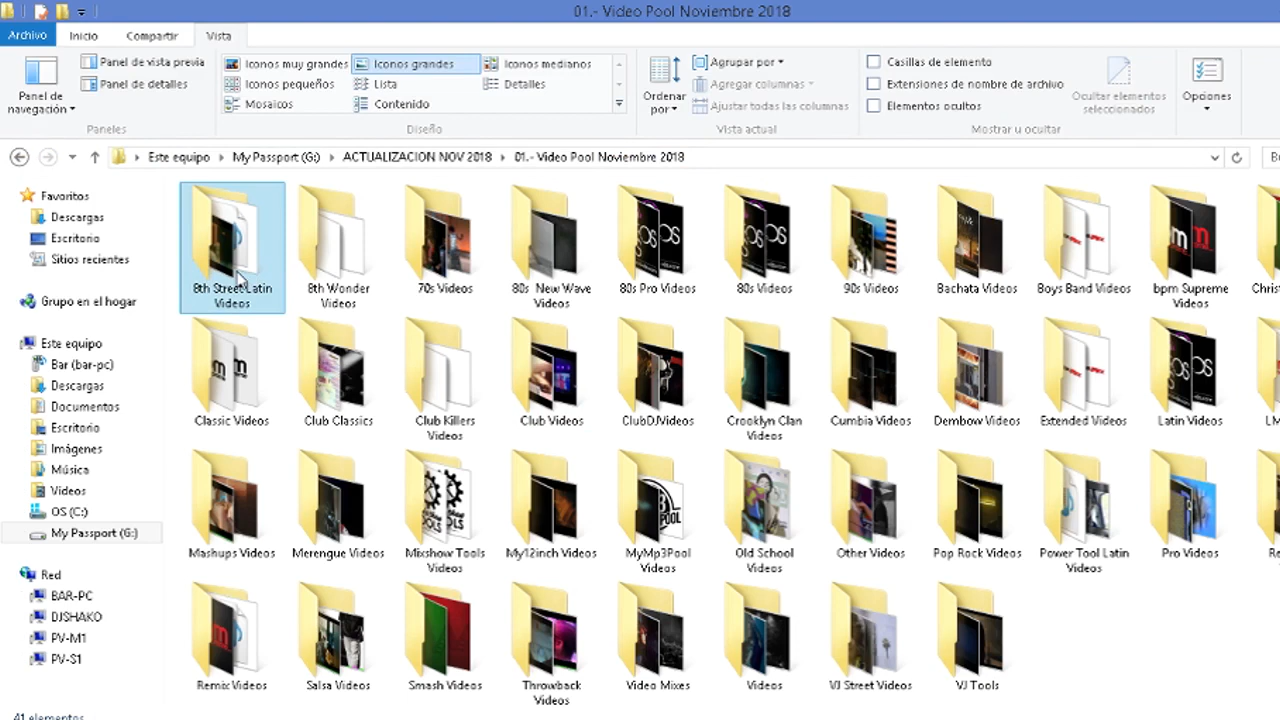 01.- Video Pool Noviembre 2018
Archivo Inicio Compartir Vista
Panel de navegación
Panel de vista previa
Panel de detalles
Paneles
Iconos muy grandes Iconos grandes Iconos medianos
Iconos pequeños Lista Detalles
Mosaicos Contenido
Diseño
Ordenar por
Agrupar por
Agregar columnas
Ajustar todas las columnas
Vista actual
Casillas de elemento
Extensiones de nombre de archivo
Elementos ocultos
Ocultar elementos seleccionados
Mostrar u ocultar
Opciones
Este equipo My Passport (G:) ACTUALIZACION NOV 2018 01.- Video Pool Noviembre 2018
Favoritos
Descargas
Escritorio
Sitios recientes
Grupo en el hogar
Este equipo
Bar (bar-pc)
Descargas
Documentos
Escritorio
Imágenes
Música
Videos
OS (C:)
My Passport (G:)
Red
BAR-PC
DJSHAKO
PV-M1
PV-S1
8th Street Latin Videos
8th Wonder Videos
70s Videos
80s New Wave Videos
80s Pro Videos
80s Videos
90s Videos
Bachata Videos
Boys Band Videos
bpm Supreme Videos
Classic Videos
Club Classics
Club Killers Videos
Club Videos
ClubDJVideos
Crooklyn Clan Videos
Cumbia Videos
Dembow Videos
Extended Videos
Latin Videos
Mashups Videos
Merengue Videos
Mixshow Tools Videos
My12inch Videos
MyMp3Pool Videos
Old School Videos
Other Videos
Pop Rock Videos
Power Tool Latin Videos
Pro Videos
Remix Videos
Salsa Videos
Smash Videos
Throwback Videos
Video Mixes
Videos
VJ Street Videos
VJ Tools
41 elementos